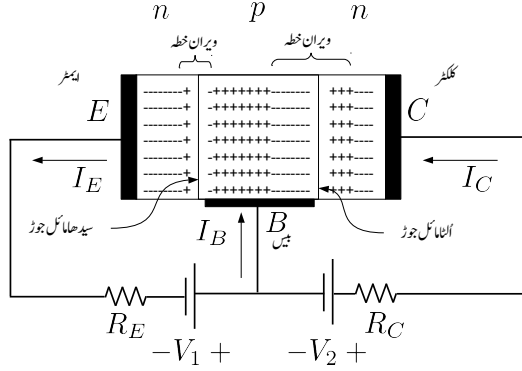 n p n
ویران خطہ ویران خطہ
ایمٹر کلکٹر
E C
I_E I_C
سیدھا مائل جوڑ I_B B بیس اُلٹا مائل جوڑ
R_E R_C
−V_1 + −V_2 +